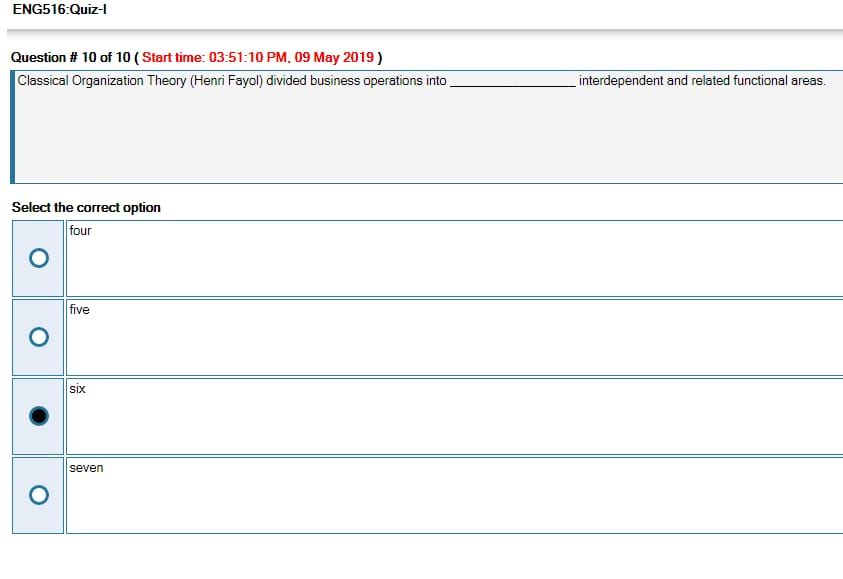 ENG516:Quiz-I
Question # 10 of 10 ( Start time: 03:51:10 PM, 09 May 2019 )
Classical Organization Theory (Henri Fayol) divided business operations into _________________ interdependent and related functional areas.
Select the correct option
four
five
six
seven